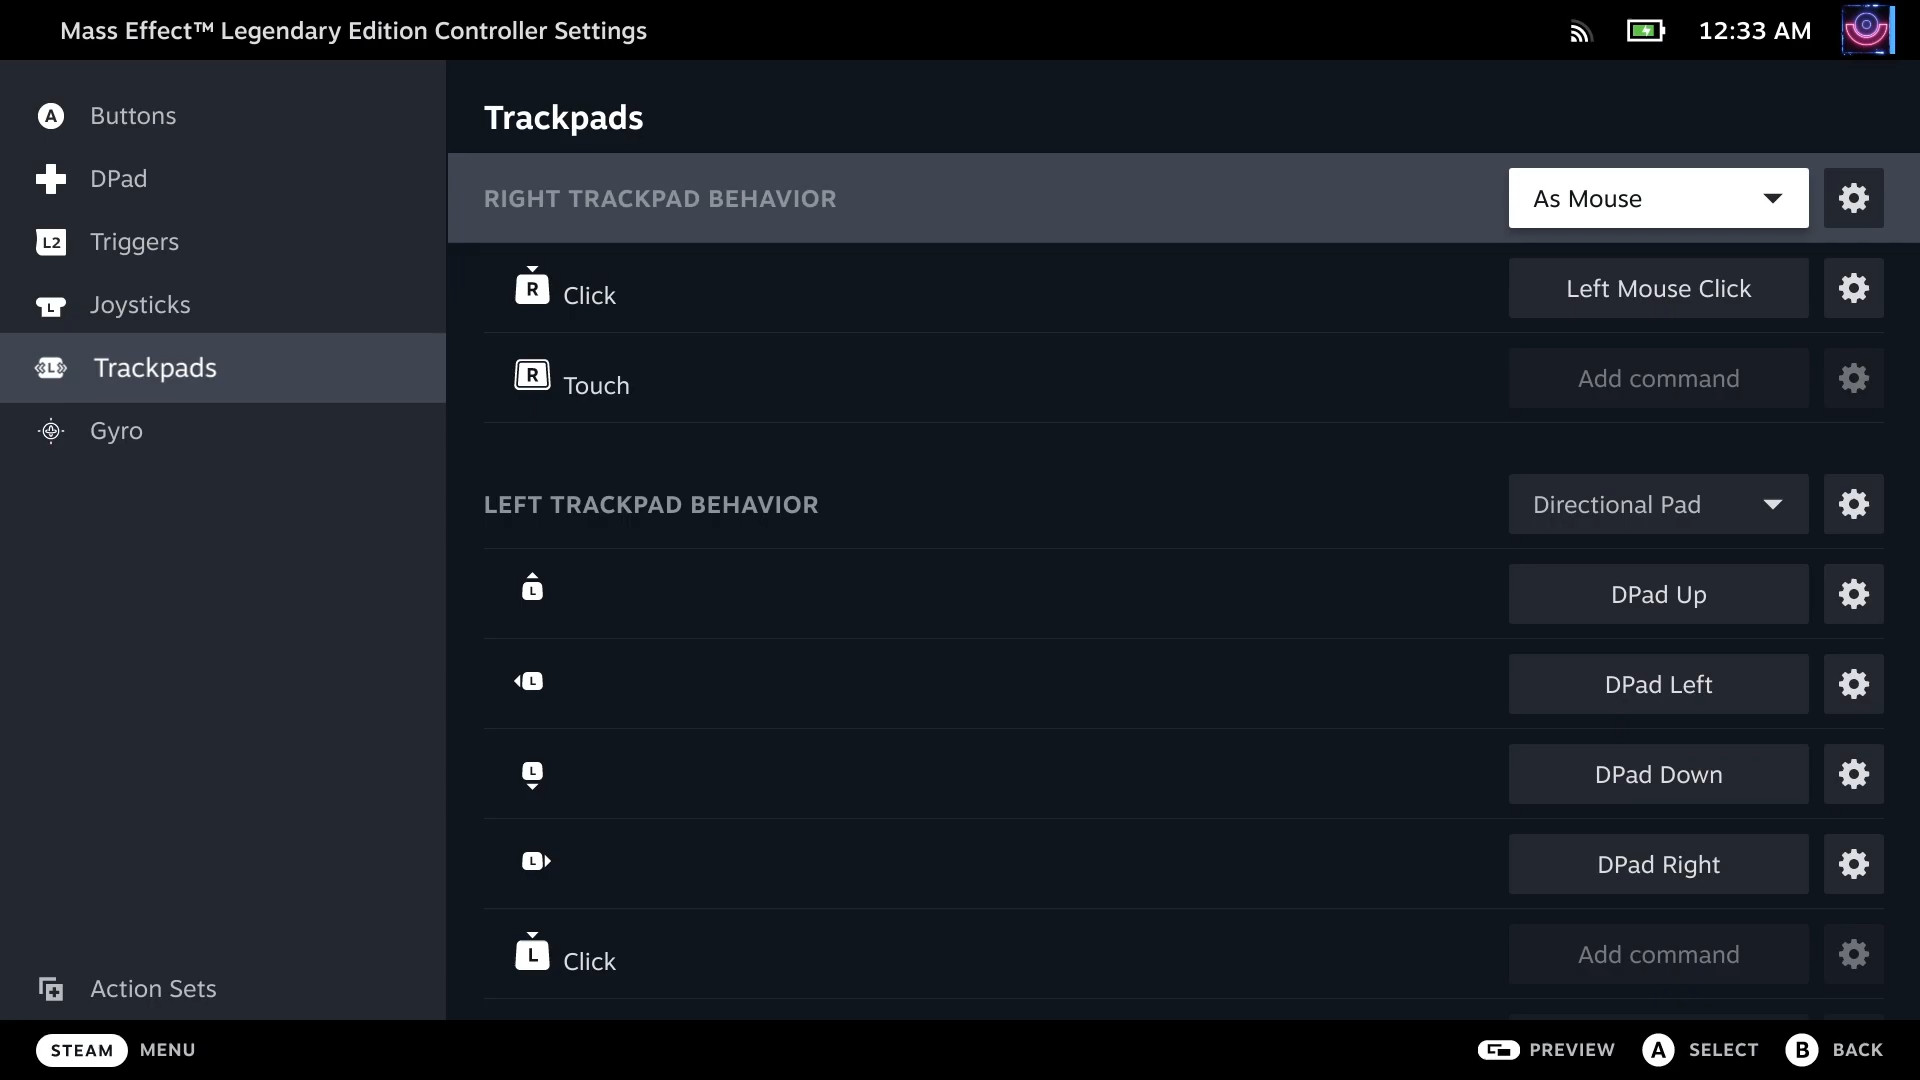 Mass Effect™ Legendary Edition Controller Settings
12:33 AM
A Buttons
DPad
L2 Triggers
L Joysticks
L Trackpads
Gyro
Action Sets
Trackpads
RIGHT TRACKPAD BEHAVIOR
As Mouse
R Click
Left Mouse Click
R Touch
Add command
LEFT TRACKPAD BEHAVIOR
Directional Pad
L
DPad Up
L
DPad Left
L
DPad Down
L
DPad Right
L Click
Add command
STEAM MENU
PREVIEW
A SELECT
B BACK